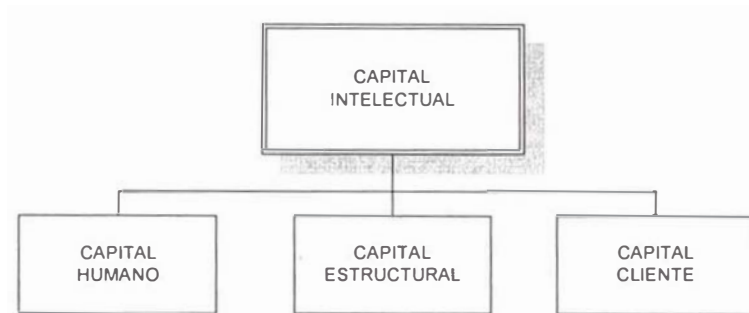 CAPITAL
INTELECTUAL
CAPITAL
HUMANO
CAPITAL
ESTRUCTURAL
CAPITAL
CLIENTE